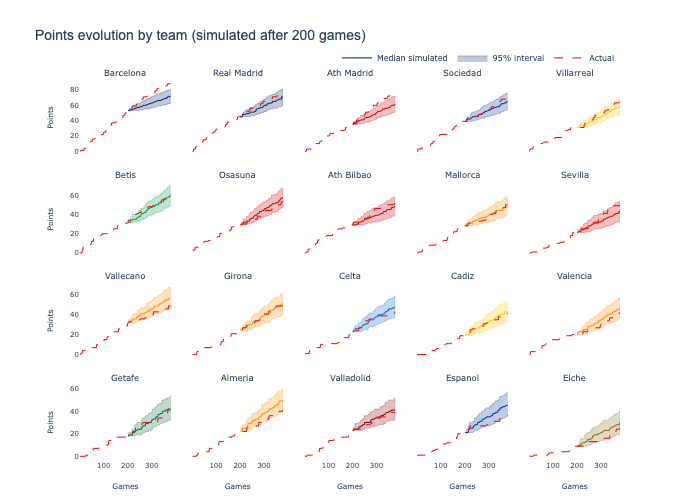 Points evolution by team (simulated after 200 games)
Median simulated 95% interval Actual
Barcelona Real Madrid Ath Madrid Sociedad Villarreal
80
60
40
20
0
Points
Betis Osasuna Ath Bilbao Mallorca Sevilla
60
40
20
0
Points
Vallecano Girona Celta Cadiz Valencia
60
40
20
0
Points
Getafe Almeria Valladolid Espanol Elche
60
40
20
0
Points
100 200 300 100 200 300 100 200 300 100 200 300 100 200 300
Games Games Games Games Games